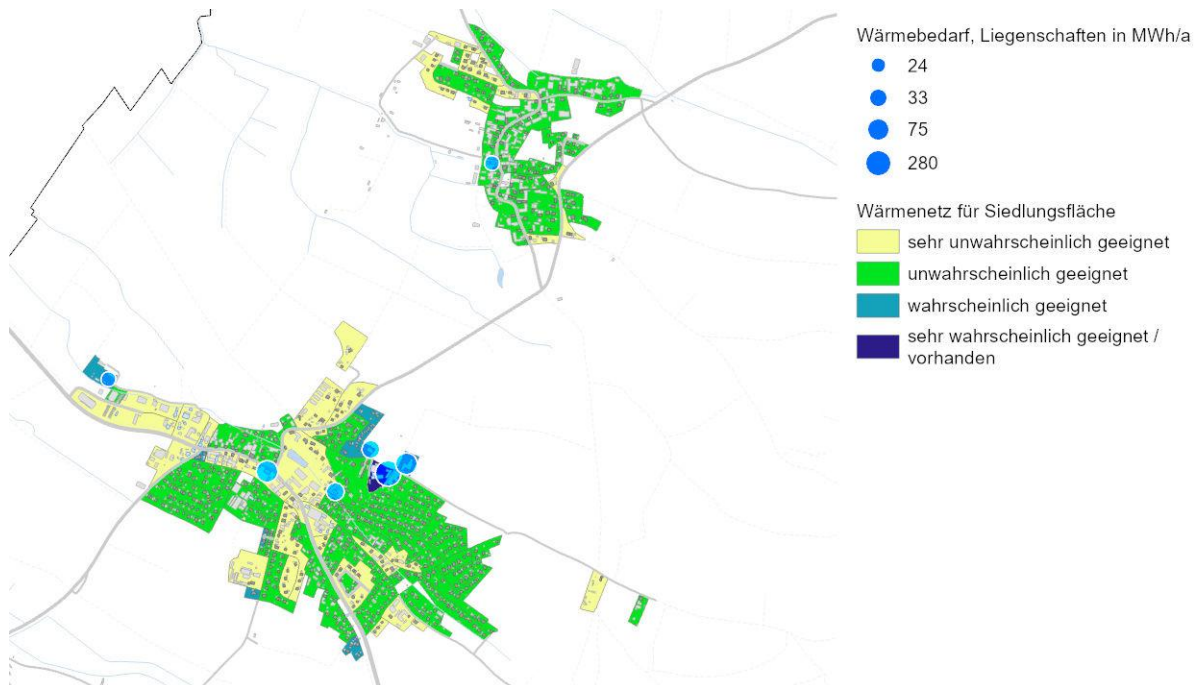 Wärmebedarf, Liegenschaften in MWh/a
24
33
75
280
Wärmenetz für Siedlungsfläche
sehr unwahrscheinlich geeignet
unwahrscheinlich geeignet
wahrscheinlich geeignet
sehr wahrscheinlich geeignet /
vorhanden